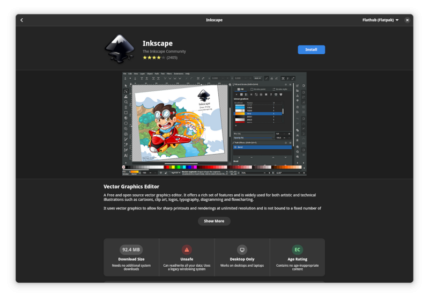 Inkscape
Flathub (Flatpak)
Inkscape
The Inkscape Community
Install
Vector Graphics Editor
A Free and open source vector graphics editor. It offers a rich set of features and is widely used for both artistic and technical
illustrations such as cartoons, clip art, logos, typography, diagramming and flowcharting.
It uses vector graphics to allow for sharp printouts and renderings at unlimited resolution and is not bound to a fixed number of
Show More
92.4 MB
Download Size
Needs no additional system
downloads
Unsafe
Can read/write all your data; Uses
a legacy windowing system
Desktop Only
Works on desktops and laptops
Age Rating
Contains no age-inappropriate
content